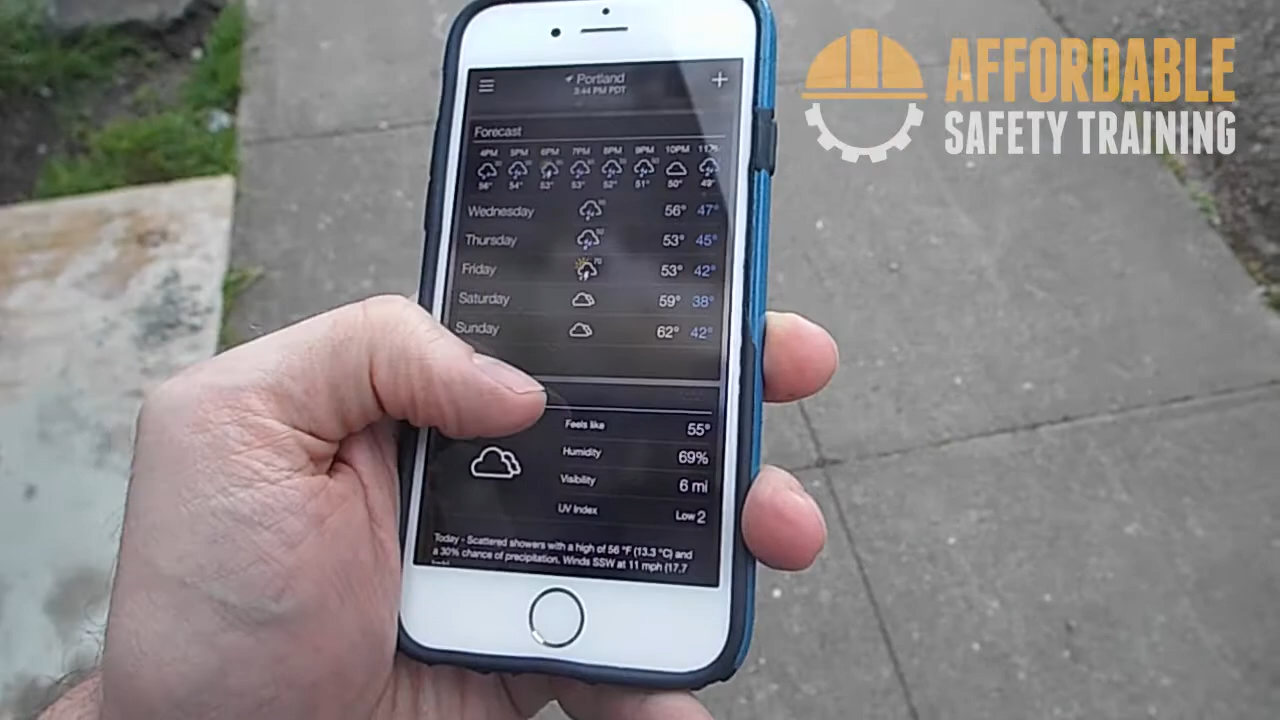 AFFORDABLE
SAFETY TRAINING
Portland
3:44 PM PDT
Forecast
4PM 5PM 6PM 7PM 8PM 9PM 10PM
56° 54° 53° 53° 52° 51° 50° 49°
Wednesday 56° 47°
Thursday 53° 45°
Friday 70 53° 42°
Saturday 59° 38°
Sunday 62° 42°
Feels like 55°
Humidity 69%
Visibility 6 mi
UV Index Low 2
Today - Scattered showers with a high of 56 °F (13.3 °C) and
a 30% chance of precipitation. Winds SSW at 11 mph (17.7